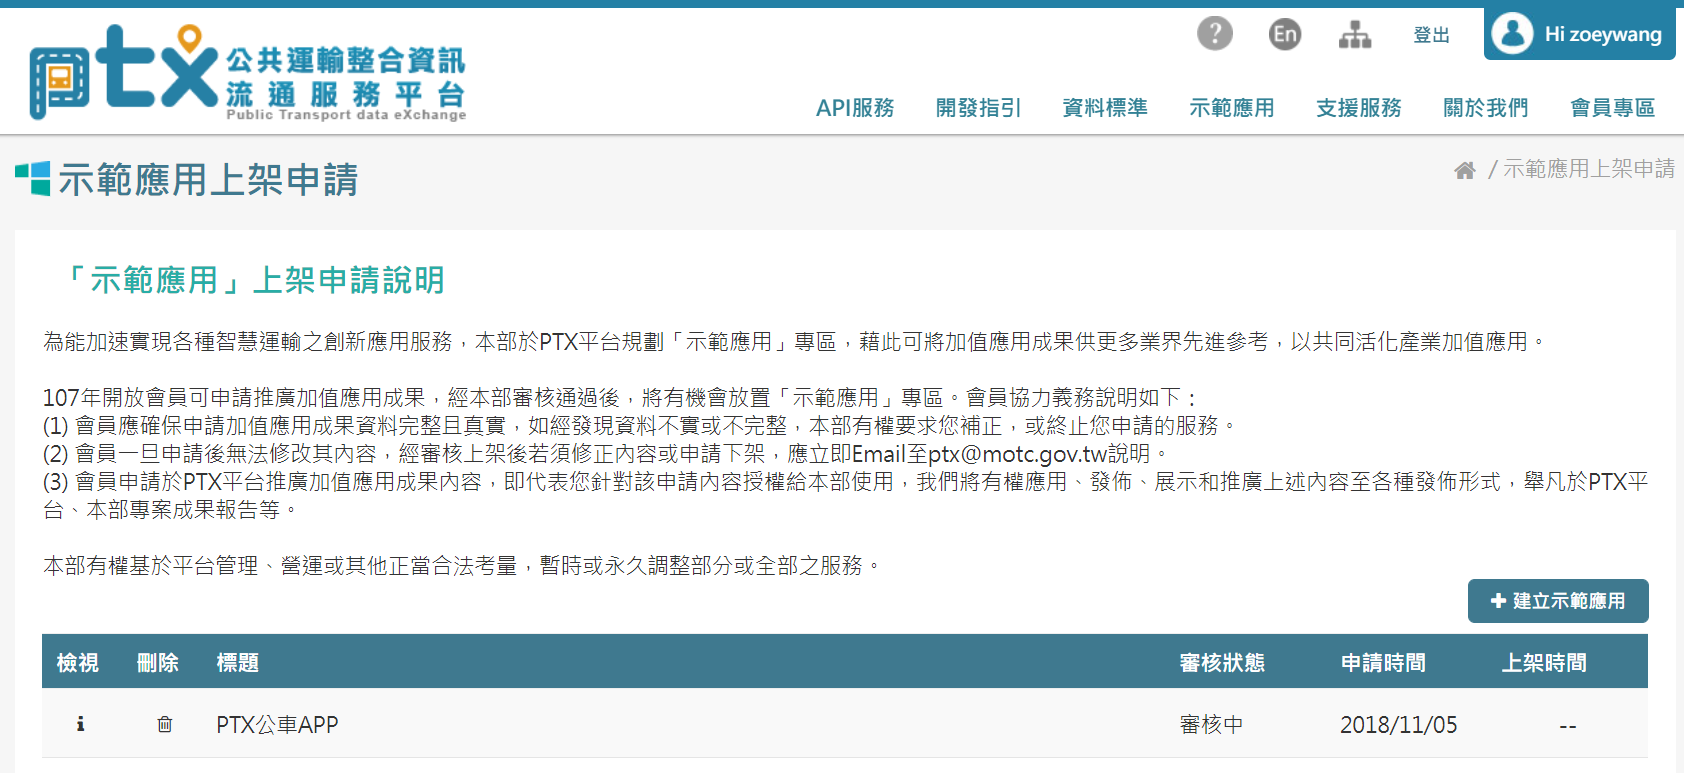 ? En 登出 Hi zoeywang
ptx 公共運輸整合資訊
流通服務平台
Public Transport data eXchange
API服務 開發指引 資料標準 示範應用 支援服務 關於我們 會員專區
示範應用上架申請
/ 示範應用上架申請
「示範應用」上架申請說明
為能加速實現各種智慧運輸之創新應用服務，本部於PTX平台規劃「示範應用」專區，藉此可將加值應用成果供更多業界先進參考，以共同活化產業加值應用。
107年開放會員可申請推廣加值應用成果，經本部審核通過後，將有機會放置「示範應用」專區。會員協力義務說明如下：
(1) 會員應確保申請加值應用成果資料完整且真實，如經發現資料不實或不完整，本部有權要求您補正，或終止您申請的服務。
(2) 會員一旦申請後無法修改其內容，經審核上架後若須修正內容或申請下架，應立即Email至ptx@motc.gov.tw說明。
(3) 會員申請於PTX平台推廣加值應用成果內容，即代表您針對該申請內容授權給本部使用，我們將有權應用、發佈、展示和推廣上述內容至各種發佈形式，舉凡於PTX平
台、本部專案成果報告等。
本部有權基於平台管理、營運或其他正當合法考量，暫時或永久調整部分或全部之服務。
+ 建立示範應用
檢視 刪除 標題 審核狀態 申請時間 上架時間
PTX公車APP 審核中 2018/11/05 --